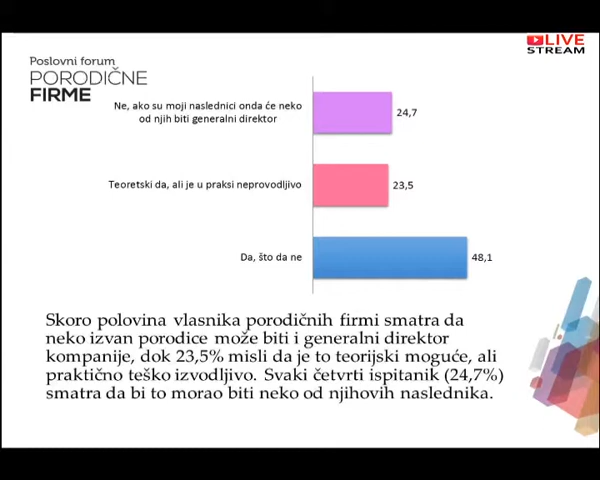 LIVE
STREAM
Poslovni forum
PORODIČNE
FIRME
Ne, ako su moji naslednici onda će neko
od njih biti generalni direktor
24,7
Teoretski da, ali je u praksi neprovodljivo
23,5
Da, što da ne
48,1
Skoro polovina vlasnika porodičnih firmi smatra da
neko izvan porodice može biti i generalni direktor
kompanije, dok 23,5% misli da je to teorijski moguće, ali
praktično teško izvodljivo. Svaki četvrti ispitanik (24,7%)
smatra da bi to morao biti neko od njihovih naslednika.